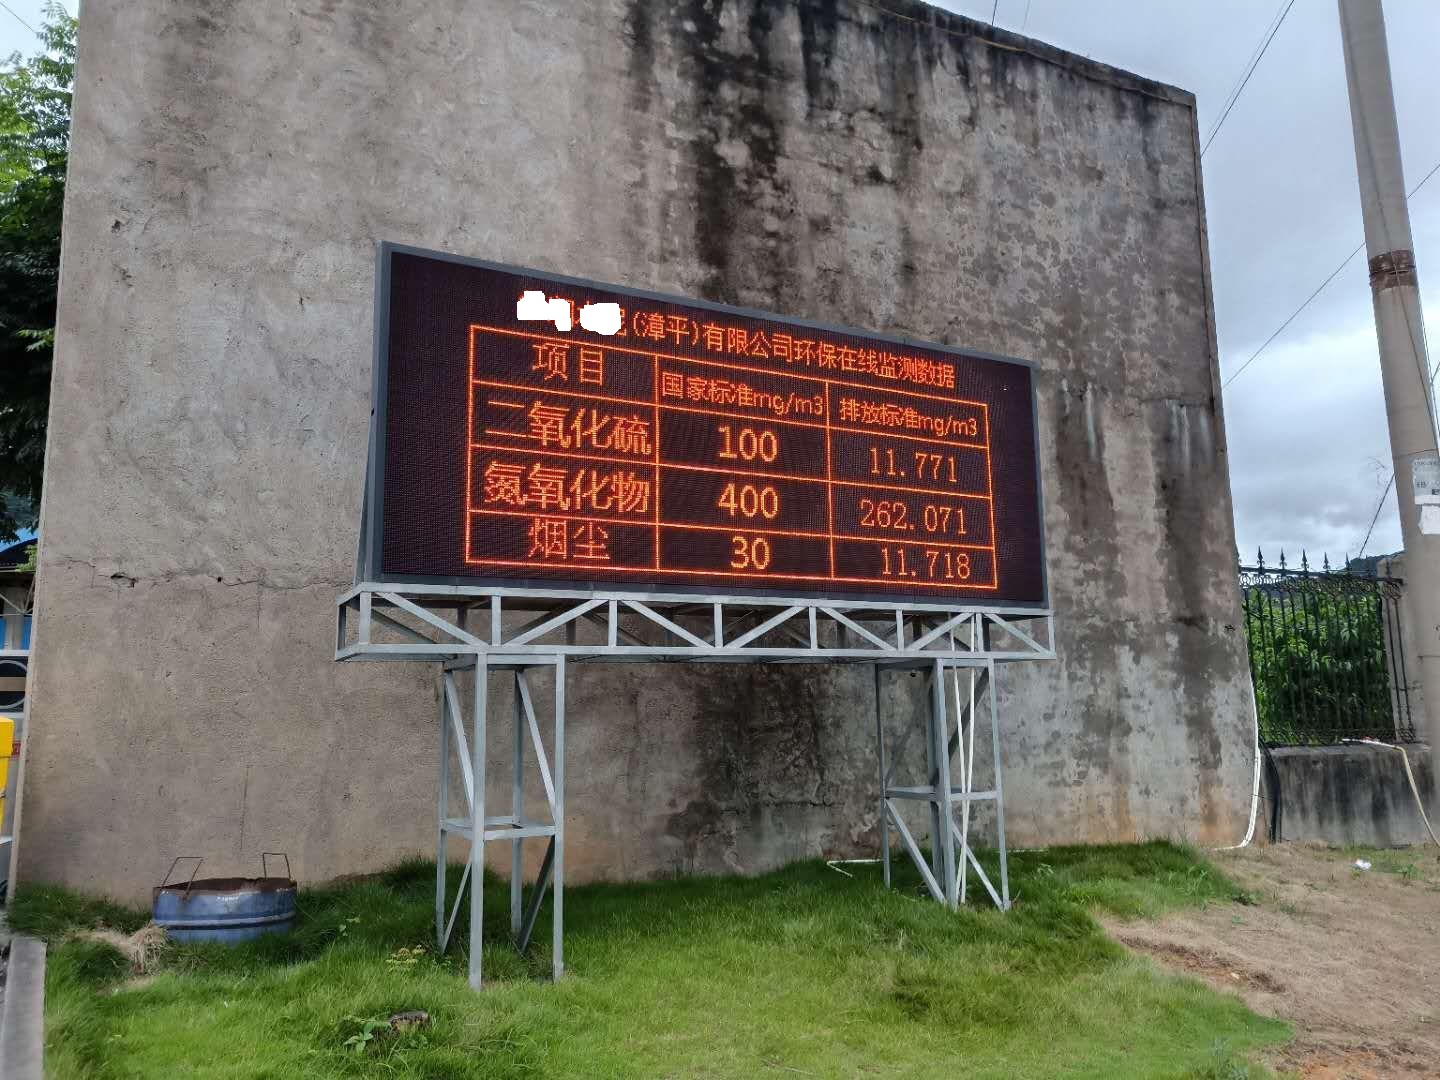 (漳平)有限公司环保在线监测数据
项目 国家标准mg/m3 排放标准mg/m3
二氧化硫 100 11.771
氮氧化物 400 262.071
烟尘 30 11.718